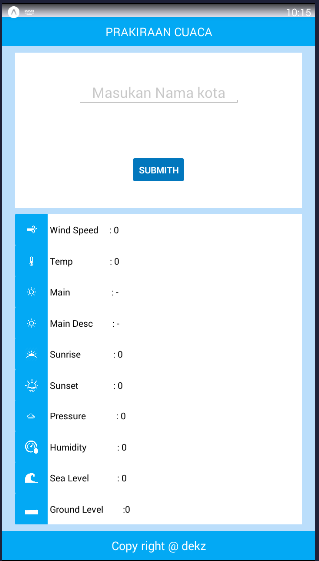 10:15
PRAKIRAAN CUACA
Masukan Nama kota
SUBMITH
Wind Speed : 0
Temp : 0
Main : -
Main Desc : -
Sunrise : 0
Sunset : 0
Pressure : 0
Humidity : 0
Sea Level : 0
Ground Level :0
Copy right @ dekz